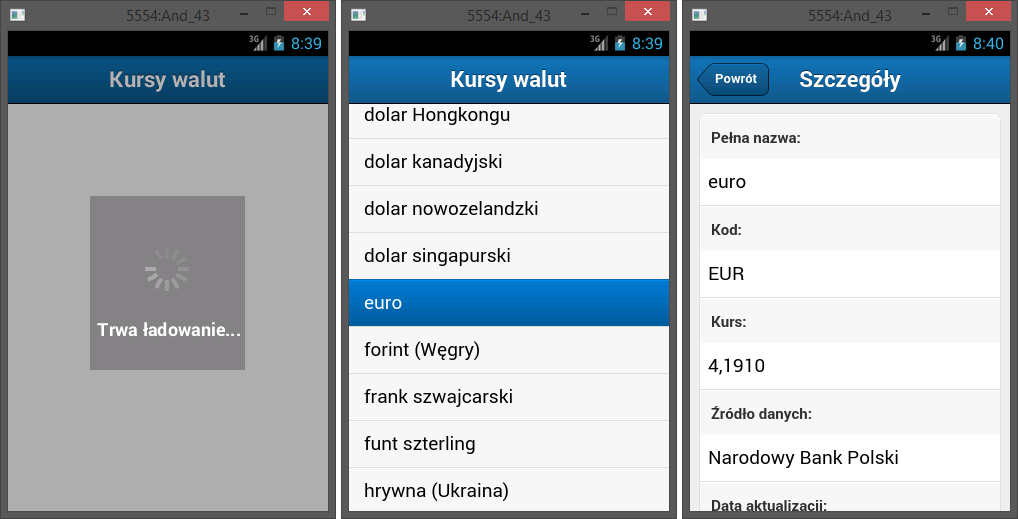 5554:And_43
3G 8:39
Kursy walut
Trwa ładowanie...
5554:And_43
3G 8:39
Kursy walut
dolar Hongkongu
dolar kanadyjski
dolar nowozelandzki
dolar singapurski
euro
forint (Węgry)
frank szwajcarski
funt szterling
hrywna (Ukraina)
5554:And_43
3G 8:40
Powrót Szczegóły
Pełna nazwa:
euro
Kod:
EUR
Kurs:
4,1910
Źródło danych:
Narodowy Bank Polski
Data aktualizacji: